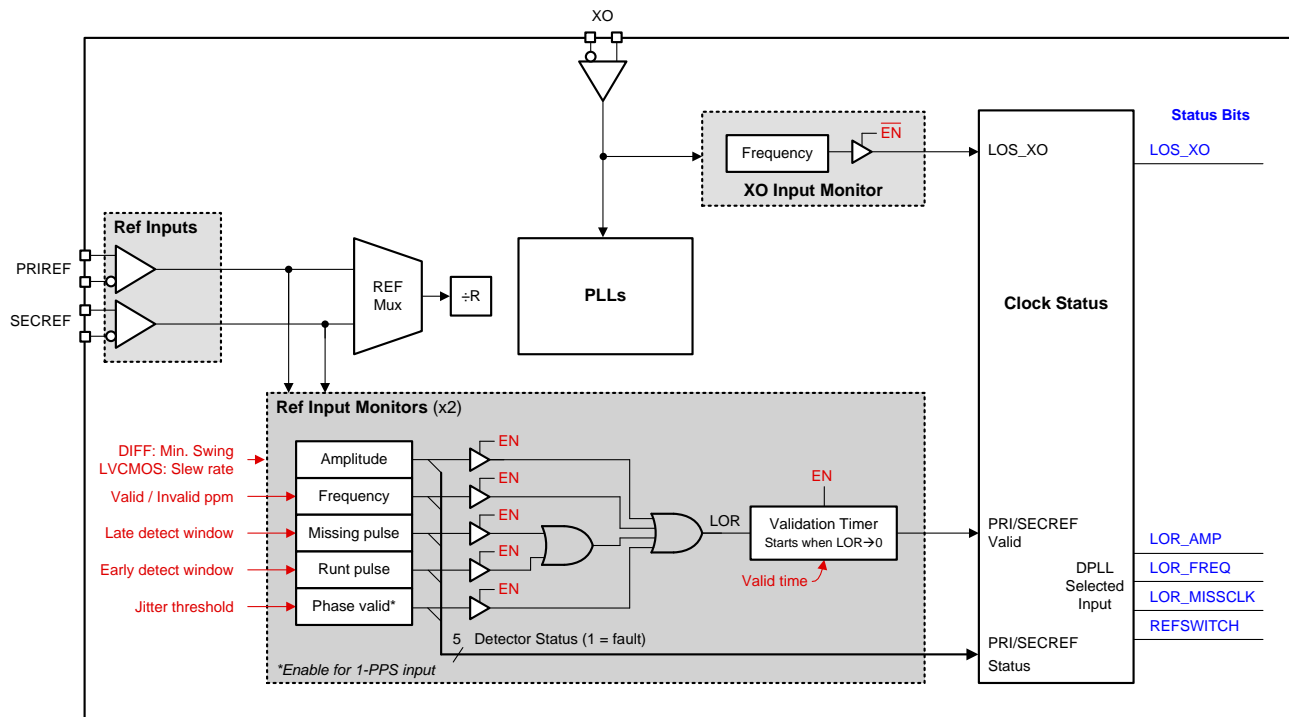 XO
Status Bits
EN
Frequency
LOS_XO
LOS_XO
XO Input Monitor
Ref Inputs
PRIREF
SECREF
REF
Mux
÷R
PLLs
Clock Status
Ref Input Monitors (x2)
DIFF: Min. Swing
LVCMOS: Slew rate
Amplitude
EN
Valid / Invalid ppm
Frequency
EN
Late detect window
Missing pulse
EN
Early detect window
Runt pulse
EN
Jitter threshold
Phase valid*
EN
LOR
EN
Validation Timer
Starts when LOR→0
Valid time
PRI/SECREF
Valid
DPLL
Selected
Input
LOR_AMP
LOR_FREQ
LOR_MISSCLK
REFSWITCH
5 Detector Status (1 = fault)
PRI/SECREF
Status
*Enable for 1-PPS input